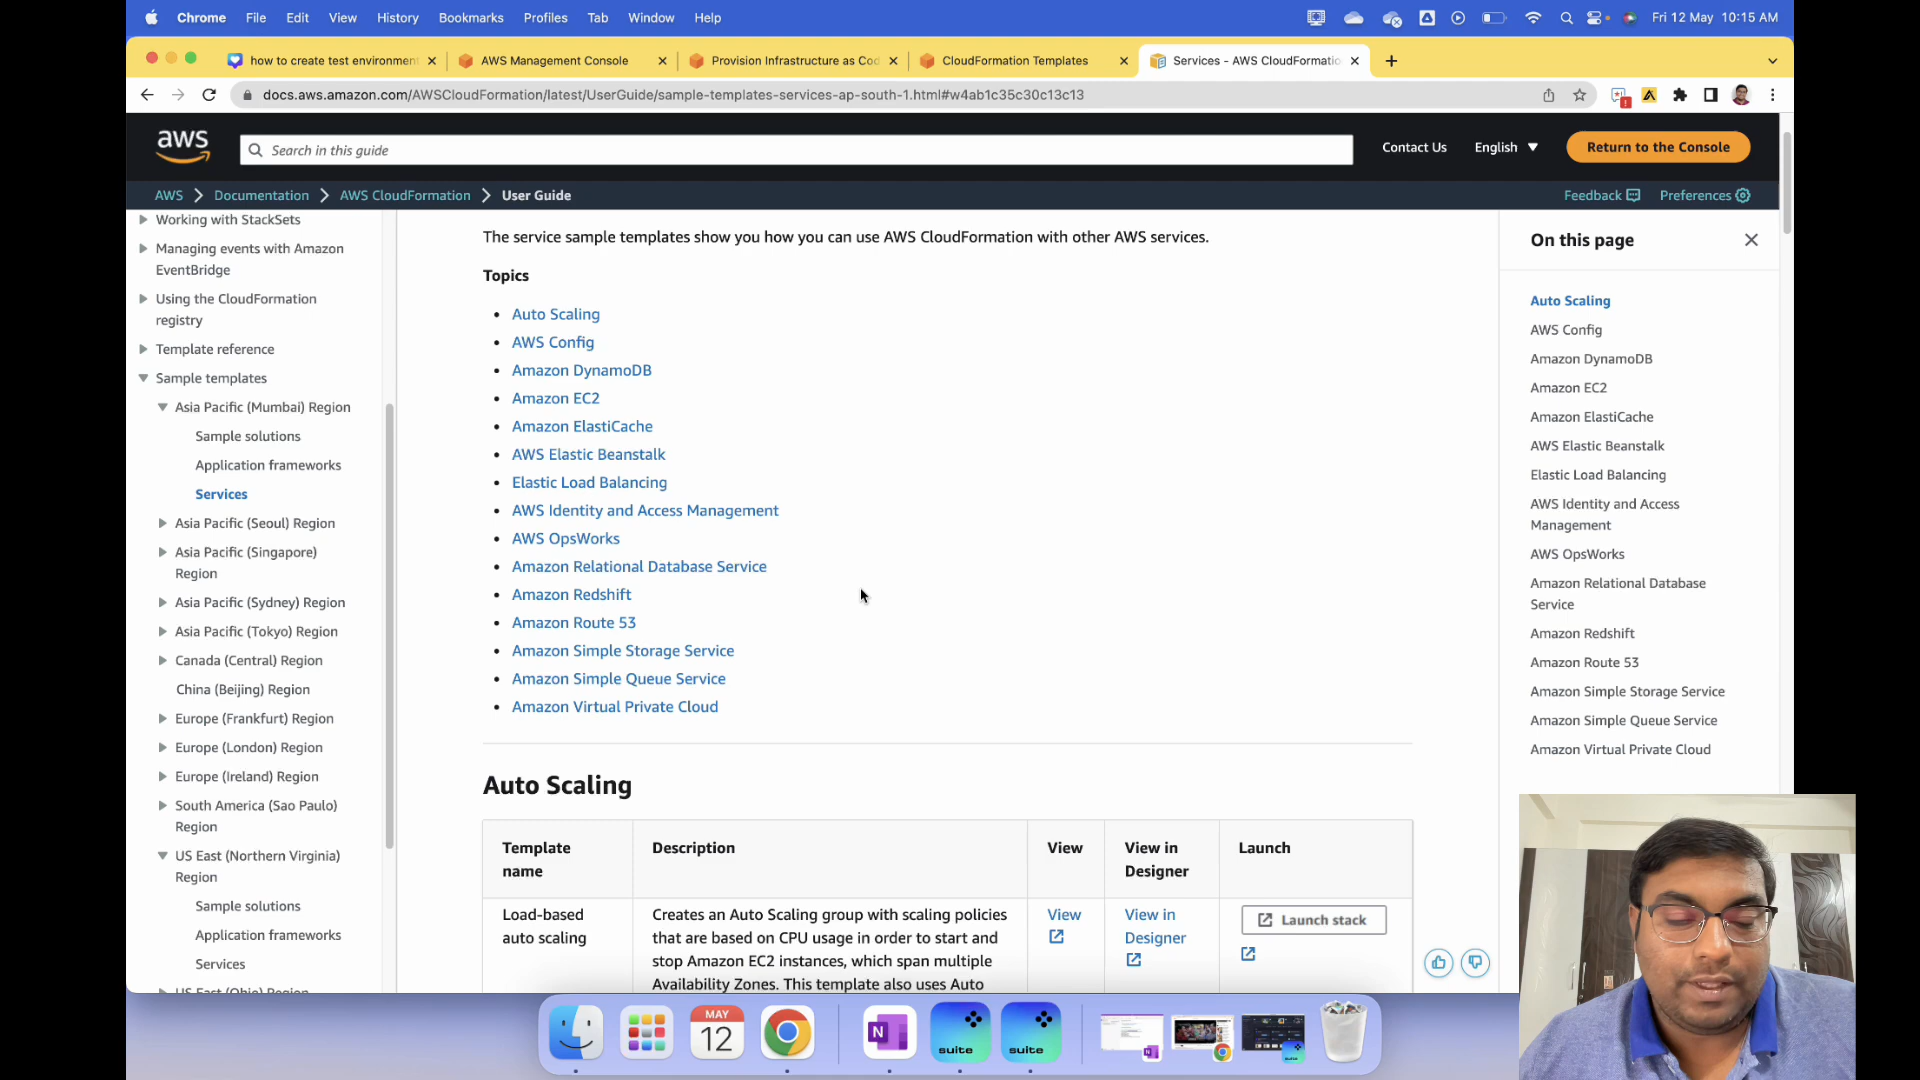 Chrome File Edit View History Bookmarks Profiles Tab Window Help
Fri 12 May 10:15 AM
how to create test environmen
AWS Management Console
Provision Infrastructure as Cod
CloudFormation Templates
Services - AWS CloudFormatio
docs.aws.amazon.com/AWSCloudFormation/latest/UserGuide/sample-templates-services-ap-south-1.html#w4ab1c35c30c13c13
aws
Search in this guide
Contact Us
English
Return to the Console
AWS
Documentation
AWS CloudFormation
User Guide
Feedback
Preferences
Working with StackSets
Managing events with Amazon
EventBridge
Using the CloudFormation
registry
Template reference
Sample templates
Asia Pacific (Mumbai) Region
Sample solutions
Application frameworks
Services
Asia Pacific (Seoul) Region
Asia Pacific (Singapore)
Region
Asia Pacific (Sydney) Region
Asia Pacific (Tokyo) Region
Canada (Central) Region
China (Beijing) Region
Europe (Frankfurt) Region
Europe (London) Region
Europe (Ireland) Region
South America (Sao Paulo)
Region
US East (Northern Virginia)
Region
Sample solutions
Application frameworks
Services
US East (Ohio) Region
The service sample templates show you how you can use AWS CloudFormation with other AWS services.
Topics
Auto Scaling
AWS Config
Amazon DynamoDB
Amazon EC2
Amazon ElastiCache
AWS Elastic Beanstalk
Elastic Load Balancing
AWS Identity and Access Management
AWS OpsWorks
Amazon Relational Database Service
Amazon Redshift
Amazon Route 53
Amazon Simple Storage Service
Amazon Simple Queue Service
Amazon Virtual Private Cloud
Auto Scaling
Template
name
Description
View
View in
Designer
Launch
Load-based
auto scaling
Creates an Auto Scaling group with scaling policies
that are based on CPU usage in order to start and
stop Amazon EC2 instances, which span multiple
Availability Zones. This template also uses Auto
View
View in
Designer
Launch stack
On this page
Auto Scaling
AWS Config
Amazon DynamoDB
Amazon EC2
Amazon ElastiCache
AWS Elastic Beanstalk
Elastic Load Balancing
AWS Identity and Access
Management
AWS OpsWorks
Amazon Relational Database
Service
Amazon Redshift
Amazon Route 53
Amazon Simple Storage Service
Amazon Simple Queue Service
Amazon Virtual Private Cloud
MAY
12
N
suite
suite